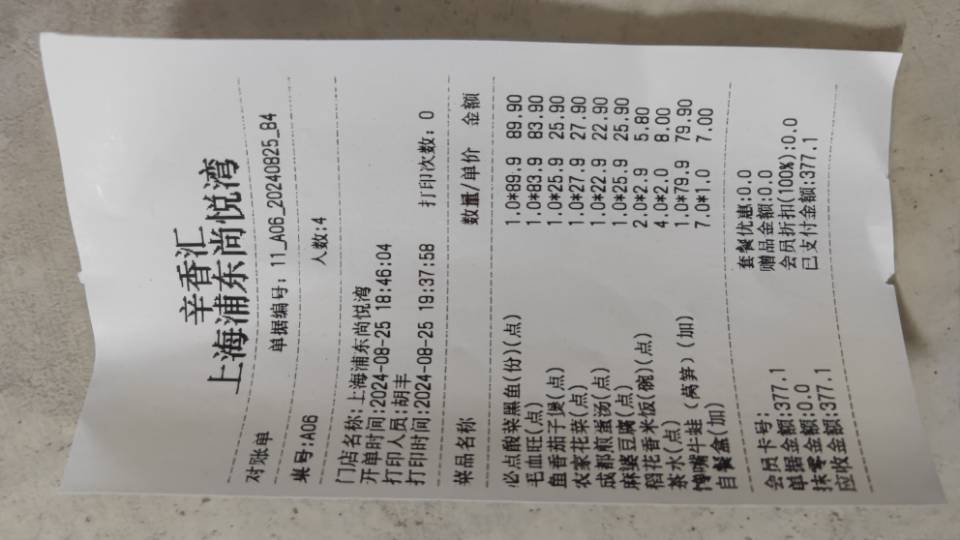 辛香汇
上海浦东尚悦湾
对账单
单据编号: 11_A06_20240825_84
桌号:A06 人数:4
门店名称:上海浦东尚悦湾
开单时间:2024-08-25 18:46:04
打印人员:胡丰
打印时间:2024-08-25 19:37:58 打印次数: 0
菜品名称 数量/单价 金额
必点酸菜黑鱼(份)(点) 1.0*89.9 89.90
毛血旺(点) 1.0*83.9 83.90
鱼香茄子煲(点) 1.0*25.9 25.90
农家花菜(点) 1.0*27.9 27.90
成都煎蛋汤(点) 1.0*22.9 22.90
麻婆豆腐(点) 1.0*25.9 25.90
稻花香米饭(碗)(点) 2.0*2.9 5.80
茶水(点) 4.0*2.0 8.00
馋嘴牛蛙（莴笋）(加) 1.0*79.9 79.90
自餐盒(加) 7.0*1.0 7.00
会员卡号: 套餐优惠:0.0
单据金额:377.1 赠品金额:0.0
抹零金额:0.0 会员折扣(100%):0.0
应收金额:377.1 已支付金额:377.1